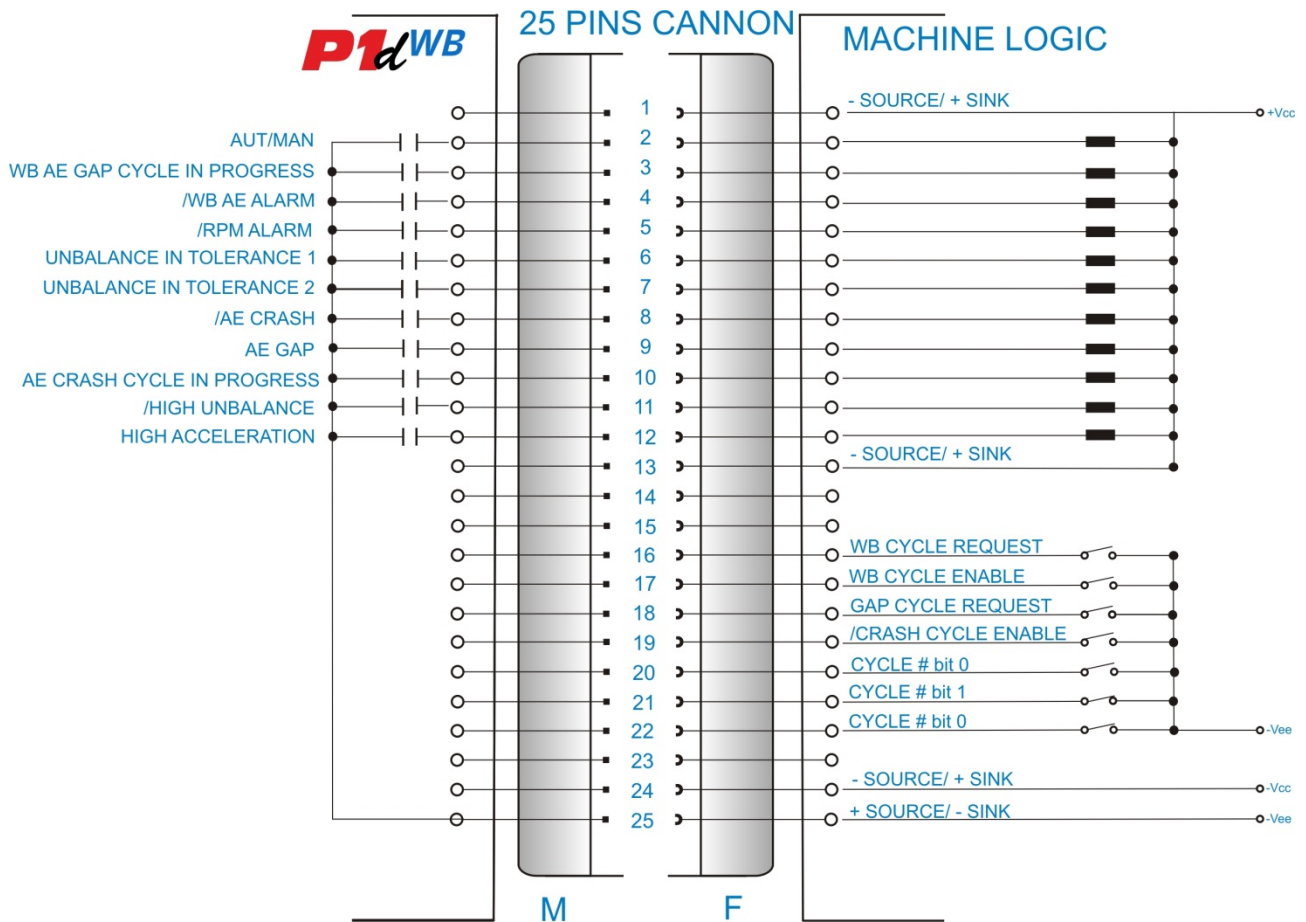 P1dWB
25 PINS CANNON
MACHINE LOGIC
1
- SOURCE/ + SINK
+Vcc
AUT/MAN
2
WB AE GAP CYCLE IN PROGRESS
3
/WB AE ALARM
4
/RPM ALARM
5
UNBALANCE IN TOLERANCE 1
6
UNBALANCE IN TOLERANCE 2
7
/AE CRASH
8
AE GAP
9
AE CRASH CYCLE IN PROGRESS
10
/HIGH UNBALANCE
11
HIGH ACCELERATION
12
13
- SOURCE/ + SINK
14
15
16
WB CYCLE REQUEST
17
WB CYCLE ENABLE
18
GAP CYCLE REQUEST
19
/CRASH CYCLE ENABLE
20
CYCLE # bit 0
21
CYCLE # bit 1
22
CYCLE # bit 0
-Vee
23
24
- SOURCE/ + SINK
-Vcc
25
+ SOURCE/ - SINK
-Vee
M
F